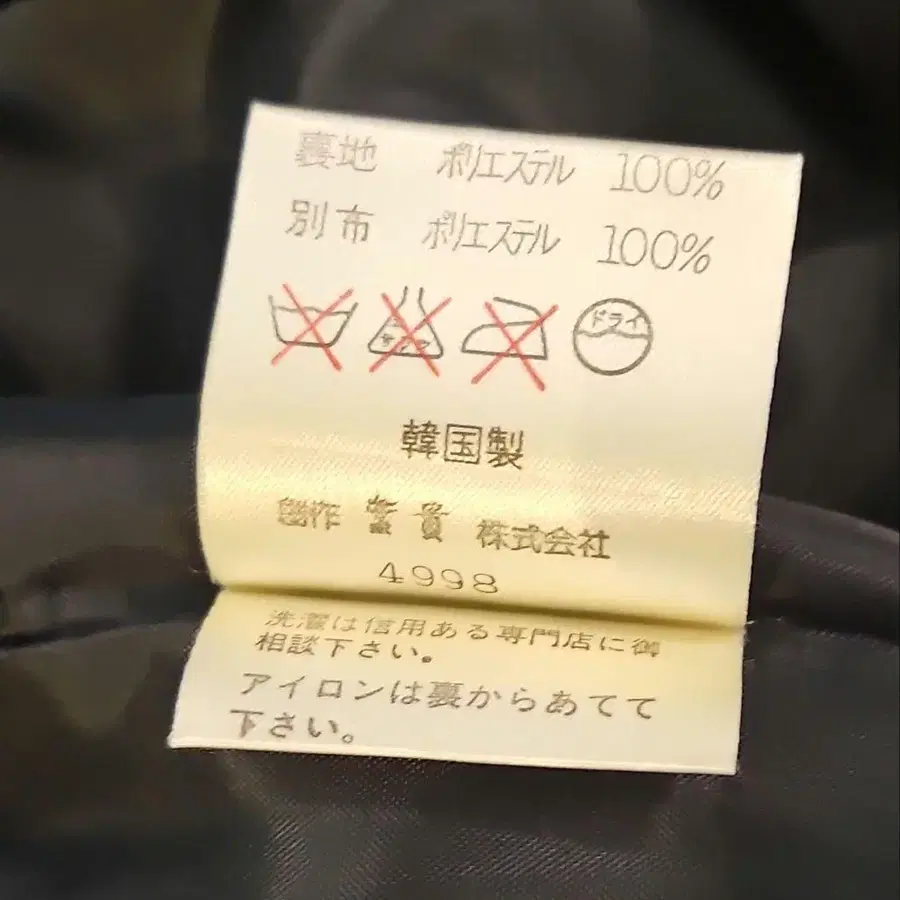 裏地 ポリエステル 100%
別布 ポリエステル 100%
ドライ
韓国製
株式会社
4998
洗濯は信用ある専門店に御
相談下さい。
アイロンは裏からあてて
下さい。